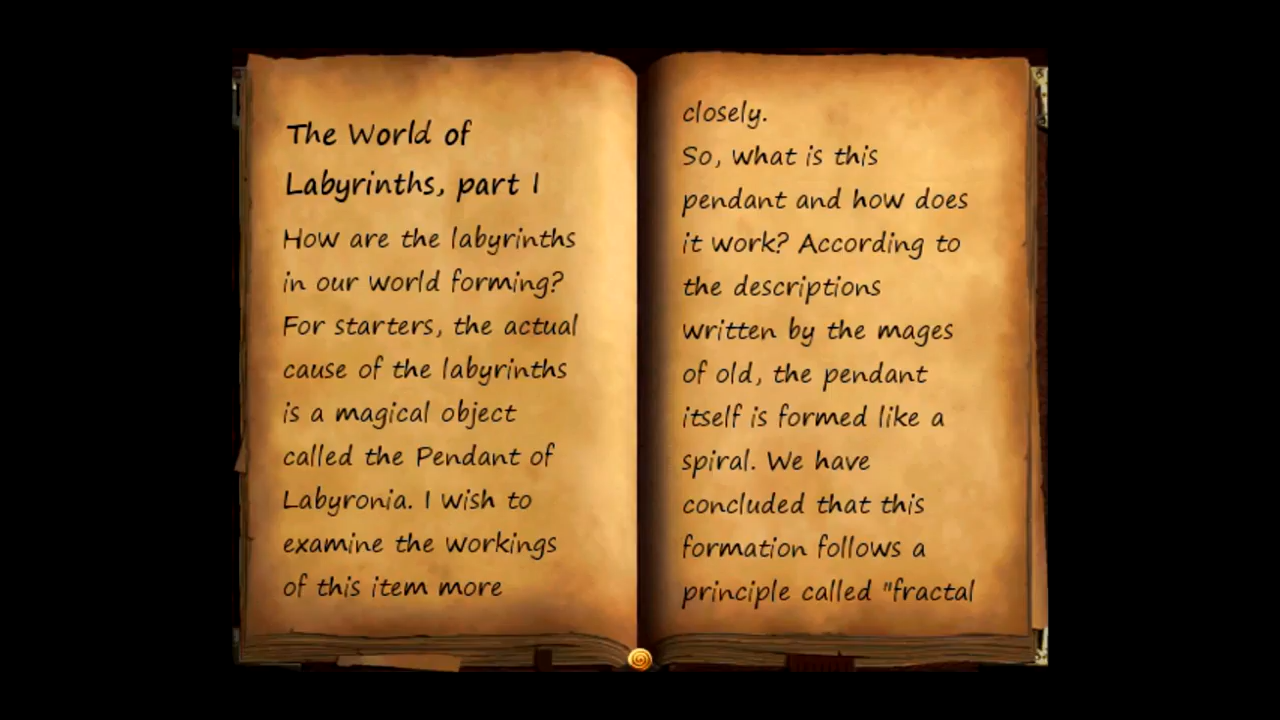 The World of
Labyrinths, part 1
How are the labyrinths
in our world forming?
For starters, the actual
cause of the labyrinths
is a magical object
called the Pendant of
Labyronia. I wish to
examine the workings
of this item more
closely.
So, what is this
pendant and how does
it work? According to
the descriptions
written by the mages
of old, the pendant
itself is formed like a
spiral. We have
concluded that this
formation follows a
principle called "fractal